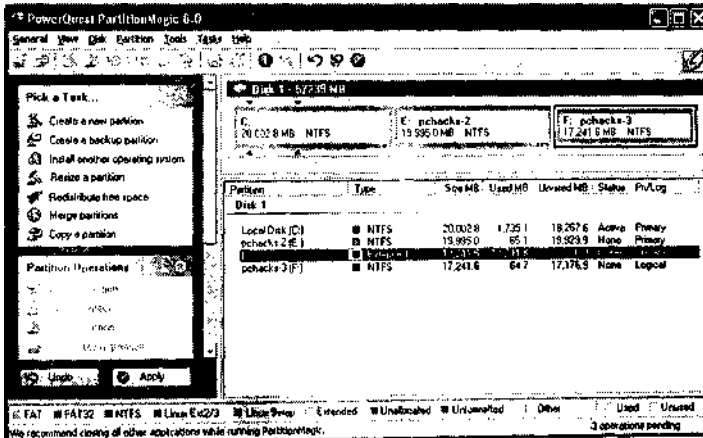 PowerQuest PartitionMagic 8.0
General View Disk Partition Tools Tasks Help
Pick a Task...
Create a new partition
Create a backup partition
Install another operating system
Resize a partition
Redistribute free space
Merge partitions
Copy a partition
Partition Operations
Undo
Apply
Disk 1 - 57239 MB
C:
20,002.8 MB NTFS
E: pchacks-2
19,995.0 MB NTFS
F: pchacks-3
17,241.6 MB NTFS
Partition Type Size MB Used MB Unused MB Status Pri/Log
Disk 1
Local Disk (C:) NTFS 20,002.8 1,735.1 18,267.6 Active Primary
pchacks-2 (E:) NTFS 19,995.0 65.1 19,929.9 None Primary
pchacks-3 (F:) NTFS 17,241.6 64.7 17,176.9 None Logical
FAT FAT32 NTFS Linux Ext2/3 Linux Swap Extended Unallocated Unformatted Other Used Unused
We recommend closing all other applications while running PartitionMagic.
3 operations pending